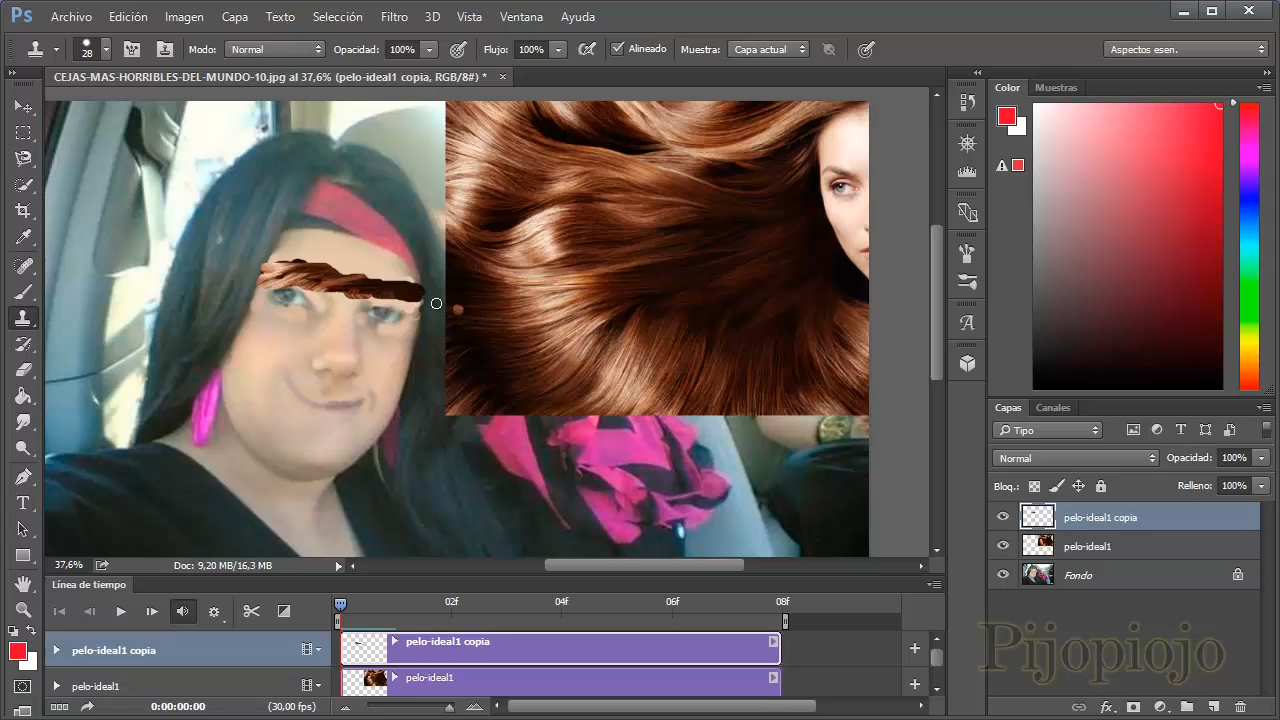 Ps Archivo Edición Imagen Capa Texto Selección Filtro 3D Vista Ventana Ayuda
28 Modo: Normal Opacidad: 100% Flujo: 100% Alineado Muestra: Capa actual Aspectos esen.
CEJAS-MAS-HORRIBLES-DEL-MUNDO-10.jpg al 37,6% (pelo-ideal1 copia, RGB/8#) *
Color Muestras
Capas Canales
Tipo
Normal Opacidad: 100%
Bloq.: Relleno: 100%
pelo-ideal1 copia
pelo-ideal1
Fondo
37,6% Doc: 9,20 MB/16,3 MB
Línea de tiempo
02f 04f 06f 08f
pelo-ideal1 copia pelo-ideal1 copia
pelo-ideal1 pelo-ideal1
0:00:00:00 (30,00 fps)
Pijopiojo